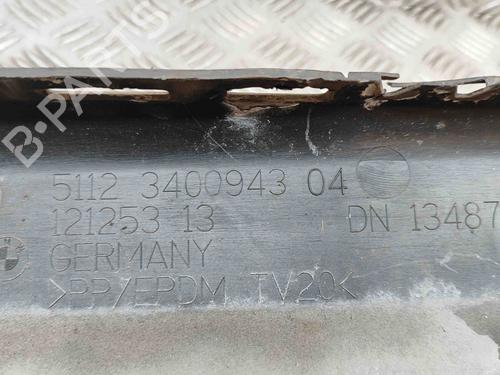 B-PARTS
5112 3400943 04
121253 13
DN 13487
GERMANY
>PP/EPDM TV20<